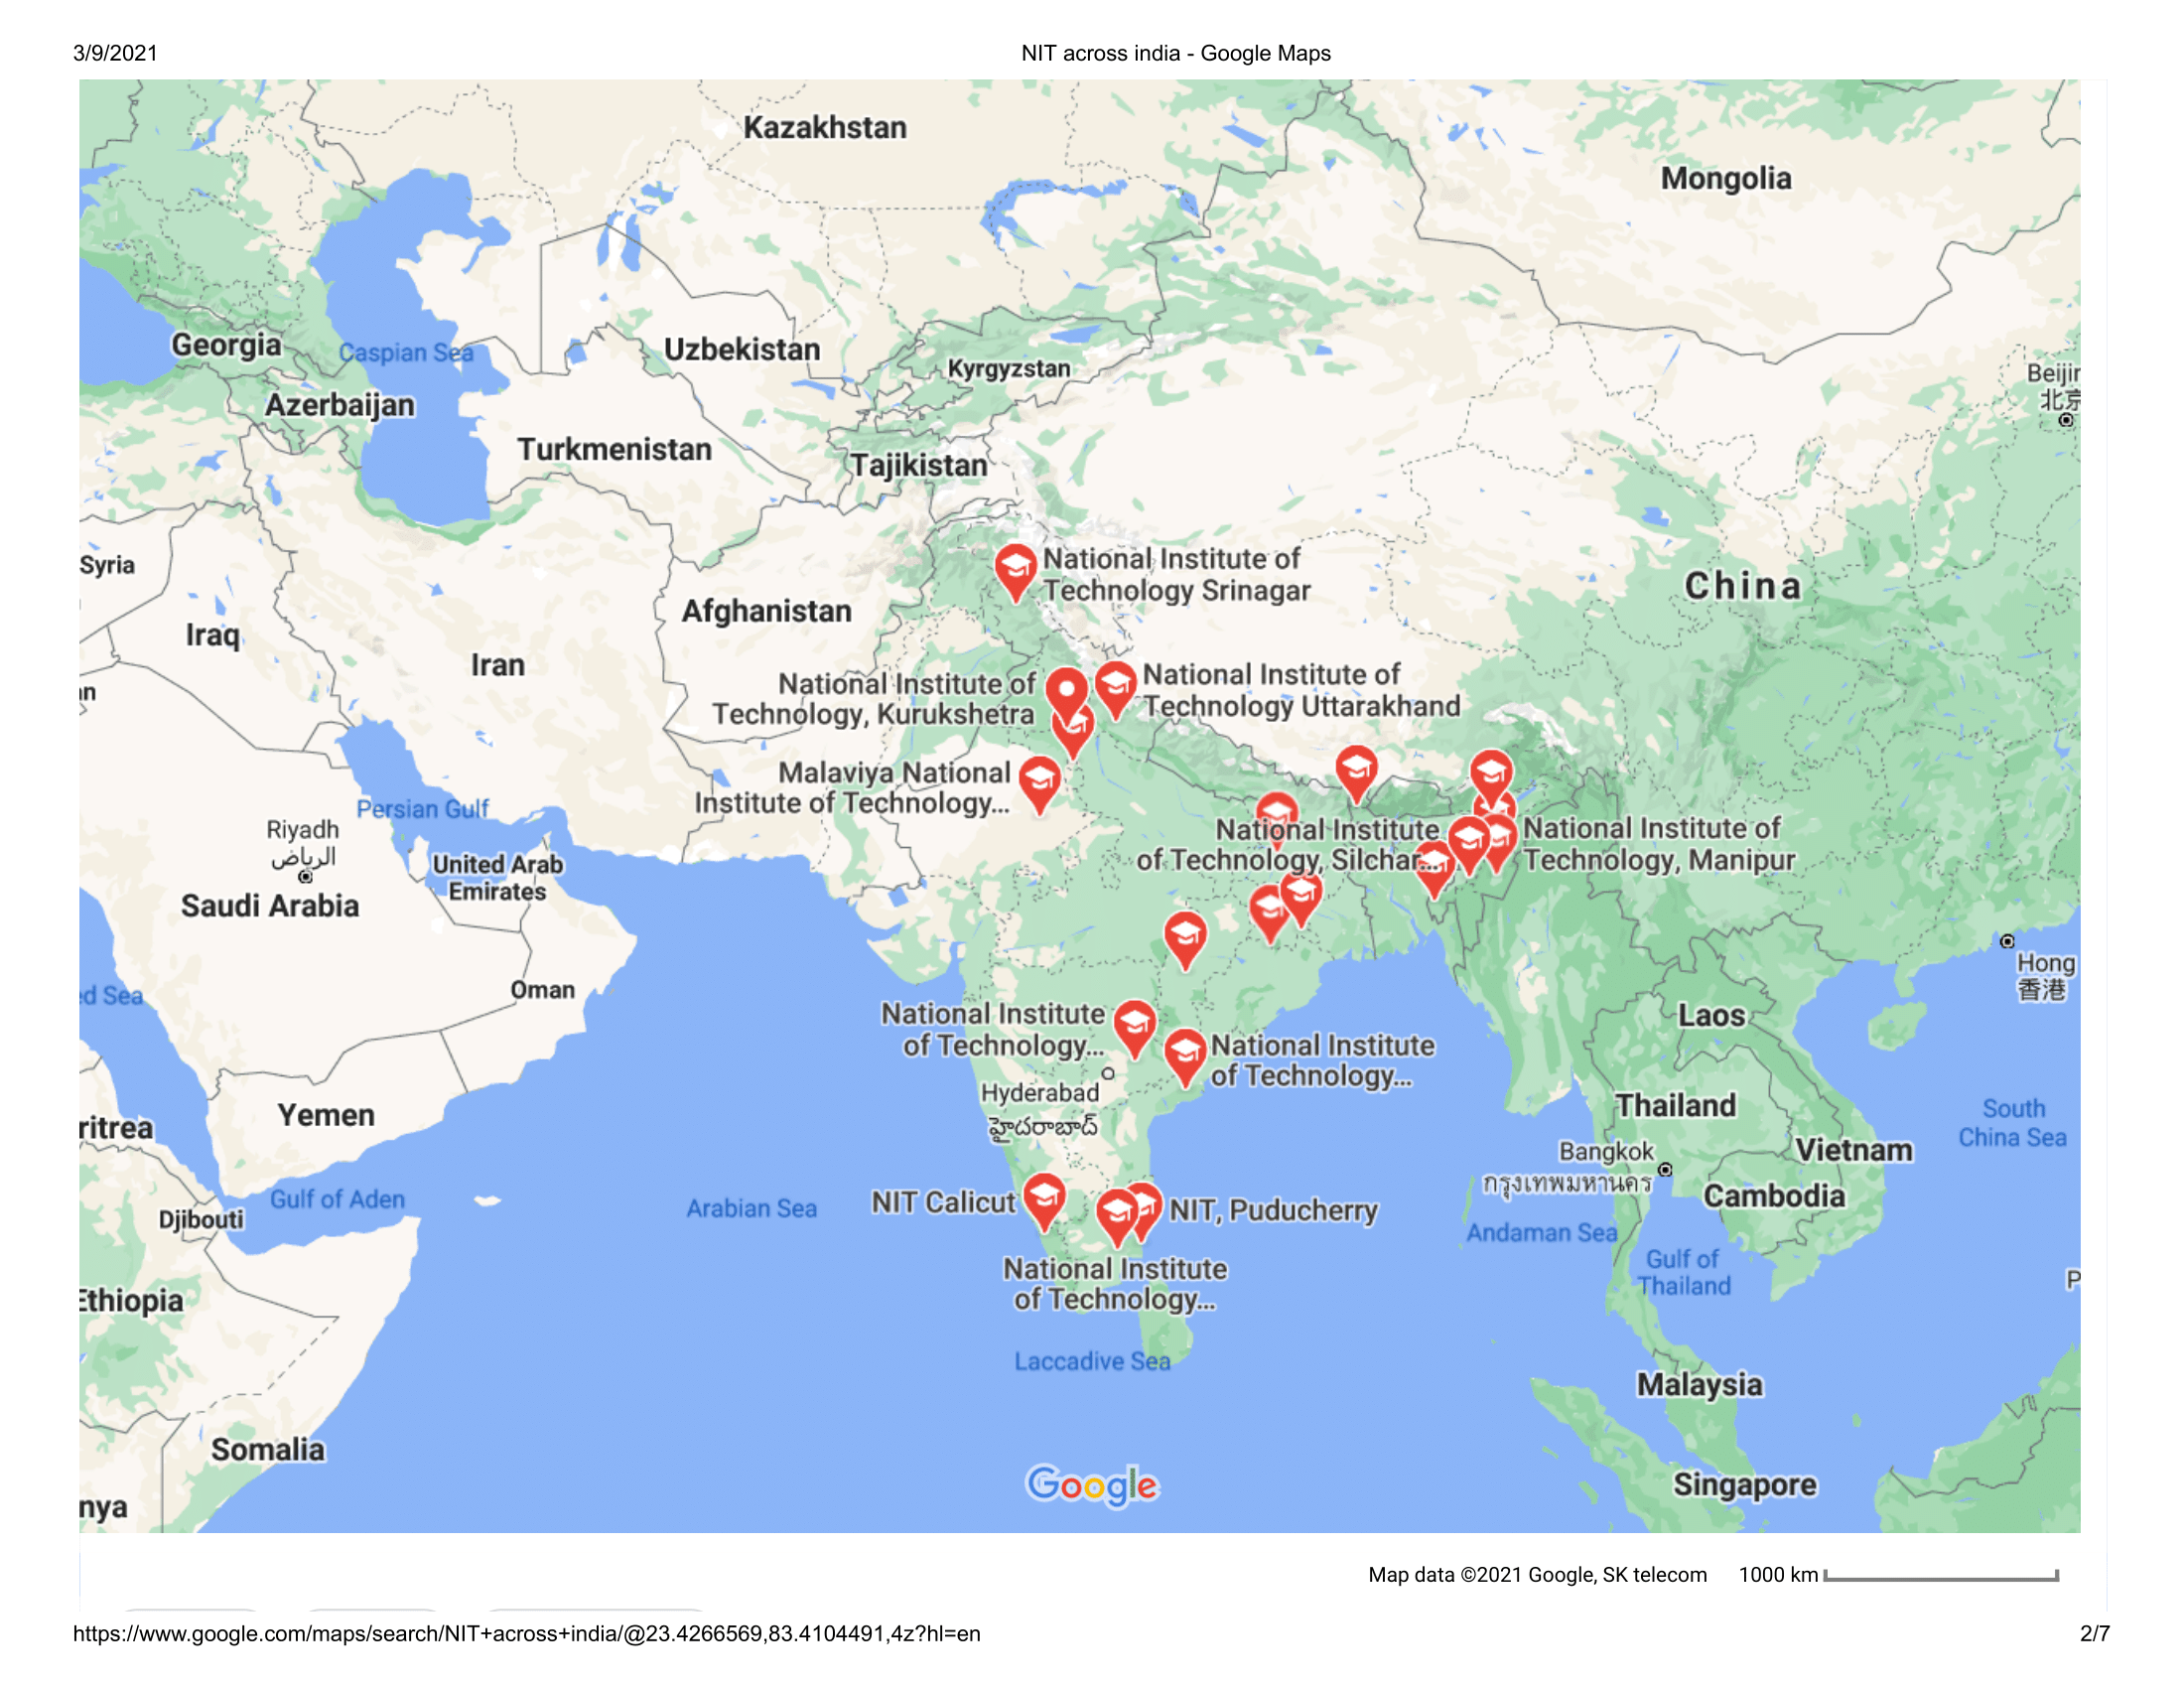 3/9/2021
NIT across india - Google Maps
Kazakhstan
Mongolia
Georgia
Caspian Sea
Uzbekistan
Kyrgyzstan
Beijin
北京
Azerbaijan
Turkmenistan
Tajikistan
Syria
National Institute of
Technology Srinagar
China
Afghanistan
Iraq
Iran
an
National Institute of
Technology, Kurukshetra
National Institute of
Technology Uttarakhand
Malaviya National
Institute of Technology...
Persian Gulf
Riyadh
الرياض
United Arab
Emirates
Saudi Arabia
National Institute
of Technology, Silchar...
National Institute of
Technology, Manipur
Hong
香港
ed Sea
Oman
National Institute
of Technology...
National Institute
of Technology...
Laos
Hyderabad
హైదరాబాద్
Yemen
ritrea
Thailand
South
China Sea
Bangkok
กรุงเทพมหานคร
Vietnam
Gulf of Aden
Arabian Sea
NIT Calicut
NIT, Puducherry
Cambodia
Djibouti
Andaman Sea
Gulf of
Thailand
National Institute
of Technology...
P
Ethiopia
Laccadive Sea
Malaysia
Somalia
Google
Singapore
nya
Map data ©2021 Google, SK telecom 1000 km
https://www.google.com/maps/search/NIT+across+india/@23.4266569,83.4104491,4z?hl=en
2/7